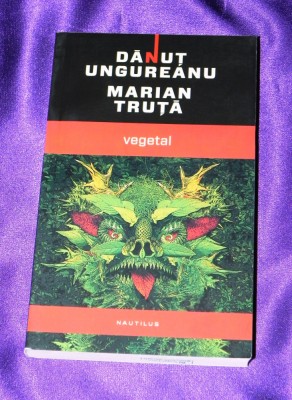 DĂNUȚ
UNGUREANU
MARIAN
TRUȚĂ
vegetal
NAUTILUS